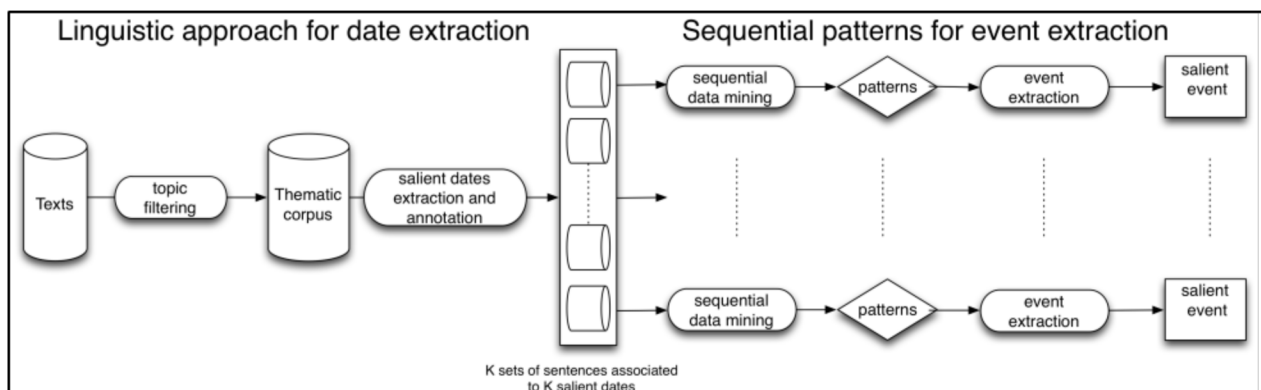 Linguistic approach for date extraction
Sequential patterns for event extraction
Texts
topic
filtering
Thematic
corpus
salient dates
extraction and
annotation
K sets of sentences associated
to K salient dates
sequential
data mining
patterns
event
extraction
salient
event
sequential
data mining
patterns
event
extraction
salient
event